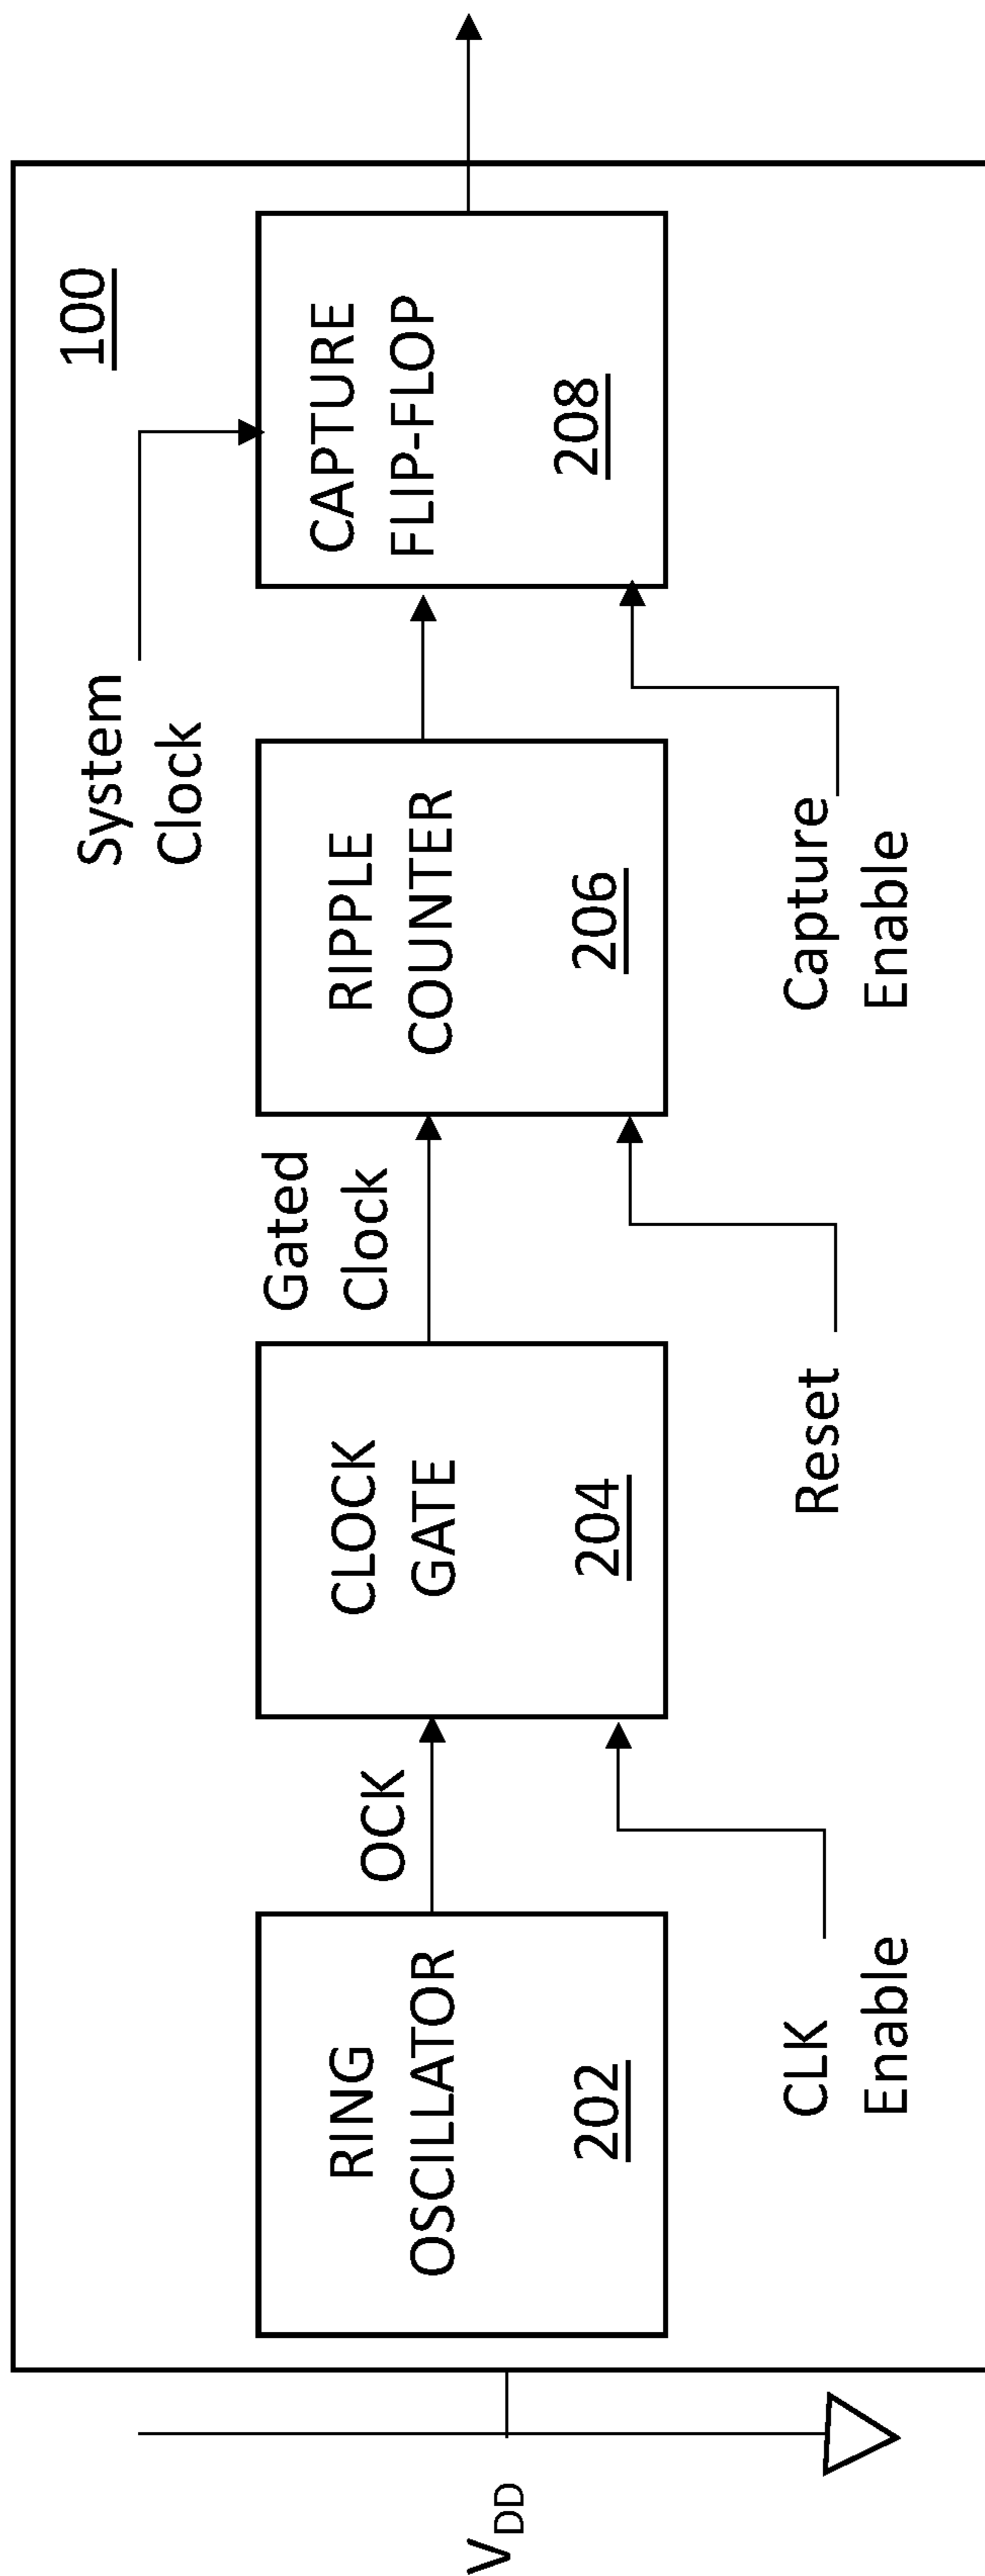 100
System
Clock
V_DD
RING
OSCILLATOR
202
OCK
CLOCK
GATE
204
Gated
Clock
RIPPLE
COUNTER
206
CAPTURE
FLIP-FLOP
208
CLK
Enable
Reset
Capture
Enable